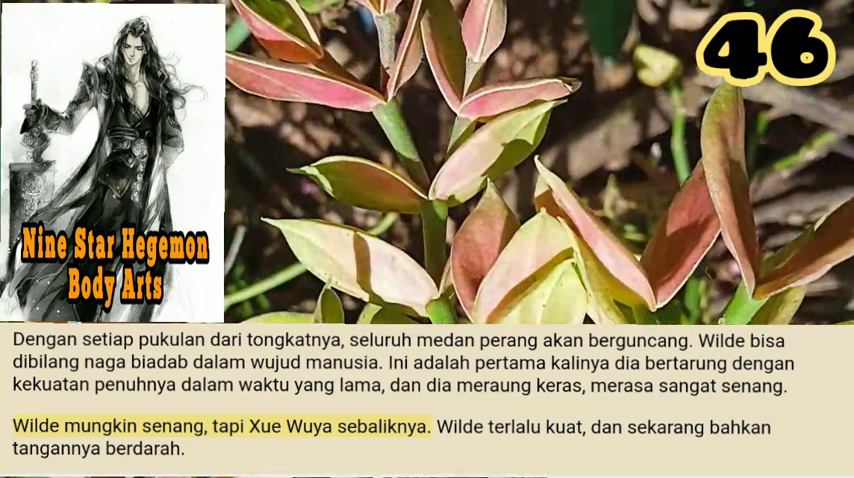 46
Nine Star Hegemon
Body Arts
Dengan setiap pukulan dari tongkatnya, seluruh medan perang akan berguncang. Wilde bisa
dibilang naga biadab dalam wujud manusia. Ini adalah pertama kalinya dia bertarung dengan
kekuatan penuhnya dalam waktu yang lama, dan dia meraung keras, merasa sangat senang.
Wilde mungkin senang, tapi Xue Wuya sebaliknya. Wilde terlalu kuat, dan sekarang bahkan
tangannya berdarah.